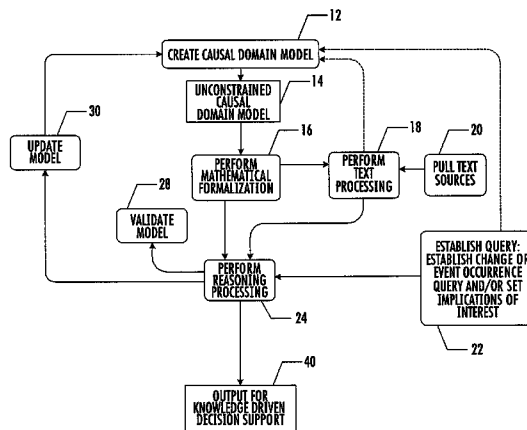 12
CREATE CAUSAL DOMAIN MODEL
14
UNCONSTRAINED
CAUSAL
DOMAIN MODEL
30
UPDATE
MODEL
16
PERFORM
MATHEMATICAL
FORMALIZATION
18
PERFORM
TEXT
PROCESSING
20
PULL TEXT
SOURCES
28
VALIDATE
MODEL
PERFORM
REASONING
PROCESSING
24
ESTABLISH QUERY:
ESTABLISH CHANGE OR
EVENT OCCURRENCE
QUERY AND/OR SET
IMPLICATIONS OF
INTEREST
22
40
OUTPUT FOR
KNOWLEDGE DRIVEN
DECISION SUPPORT